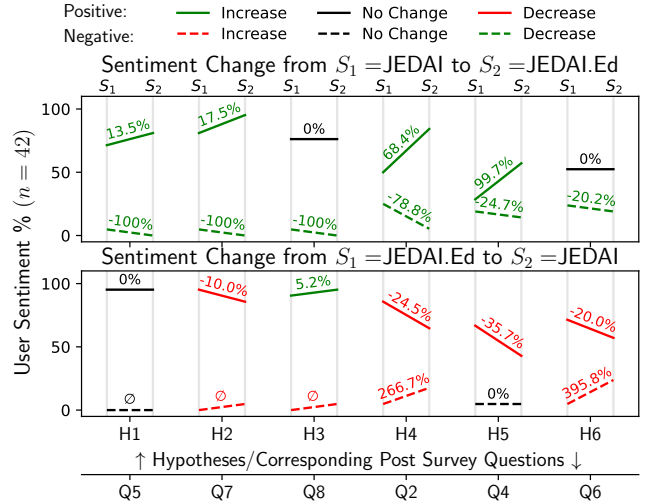 Positive: Increase No Change Decrease
Negative: Increase No Change Decrease
Sentiment Change from S₁ =JEDAI to S₂ =JEDAI.Ed
S₁ S₂ S₁ S₂ S₁ S₂ S₁ S₂ S₁ S₂ S₁ S₂
100
13.5% 17.5% 0% 68.4% 99.7% 0%
50
-100% -100% -100% -78.8% -24.7% -20.2%
0
User Sentiment % (n = 42)
Sentiment Change from S₁ =JEDAI.Ed to S₂ =JEDAI
100
0% -10.0% 5.2% -24.5% -35.7% -20.0%
50
∅ ∅ ∅ 266.7% 0% 395.8%
0
H1 H2 H3 H4 H5 H6
↑ Hypotheses/Corresponding Post Survey Questions ↓
Q5 Q7 Q8 Q2 Q4 Q6